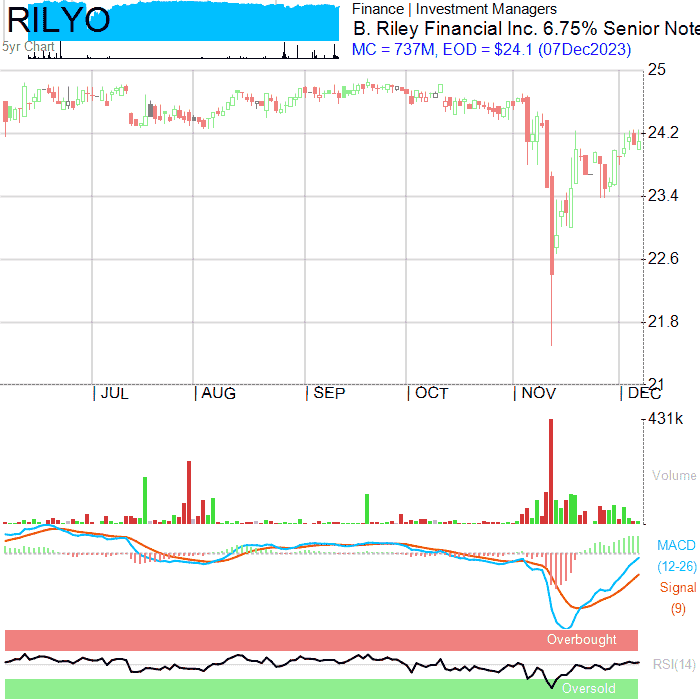 RILYO
Finance | Investment Managers
B. Riley Financial Inc. 6.75% Senior Note
MC = 737M, EOD = $24.1 (07Dec2023)
5yr Chart
25
24.2
23.4
22.6
21.8
21
JUL AUG SEP OCT NOV DEC
431k
Volume
MACD
(12-26)
Signal
(9)
Overbought
RSI(14)
Oversold